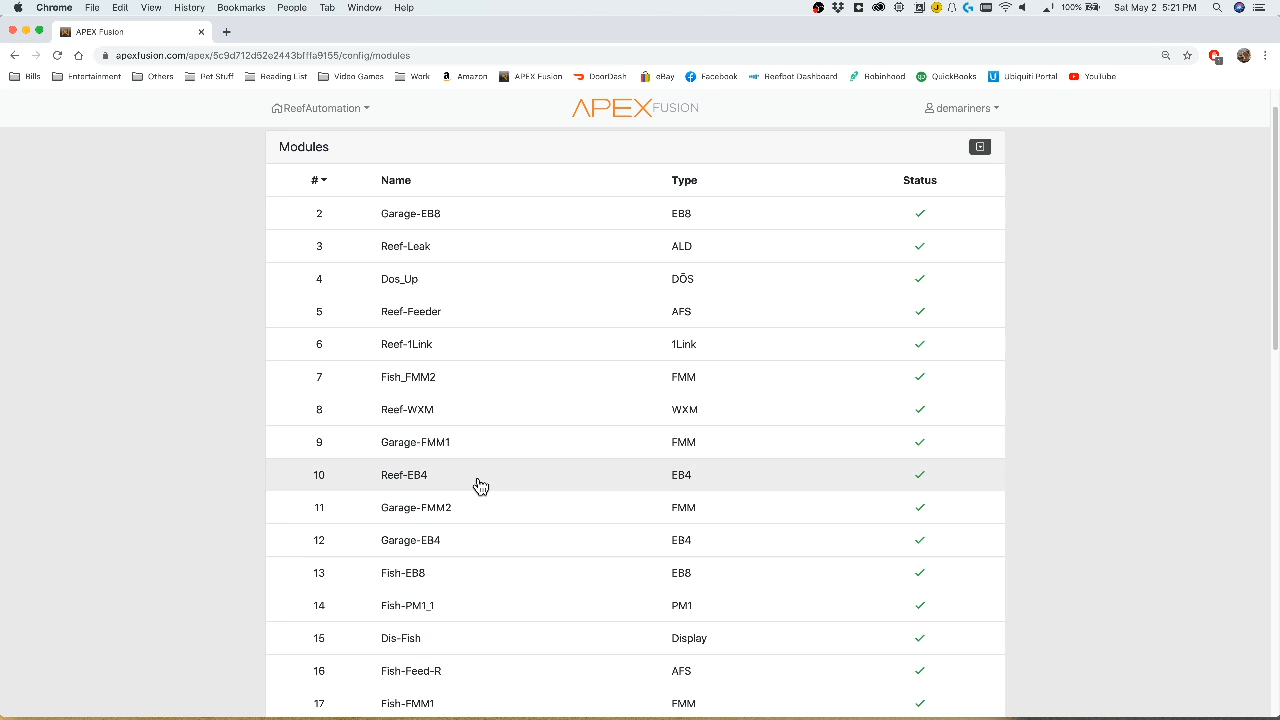 Chrome File Edit View History Bookmarks People Tab Window Help 100% Sat May 2 5:21 PM
APEX Fusion
apexfusion.com/apex/5c9d712d52e2443bffa9155/config/modules
Bills Entertainment Others Pet Stuff Reading List Video Games Work Amazon APEX Fusion DoorDash eBay Facebook Reefbot Dashboard Robinhood QuickBooks Ubiquiti Portal YouTube
ReefAutomation APEX FUSION demariners
Modules
# Name Type Status
2 Garage-EB8 EB8
3 Reef-Leak ALD
4 Dos_Up DŌS
5 Reef-Feeder AFS
6 Reef-1Link 1Link
7 Fish_FMM2 FMM
8 Reef-WXM WXM
9 Garage-FMM1 FMM
10 Reef-EB4 EB4
11 Garage-FMM2 FMM
12 Garage-EB4 EB4
13 Fish-EB8 EB8
14 Fish-PM1_1 PM1
15 Dis-Fish Display
16 Fish-Feed-R AFS
17 Fish-FMM1 FMM